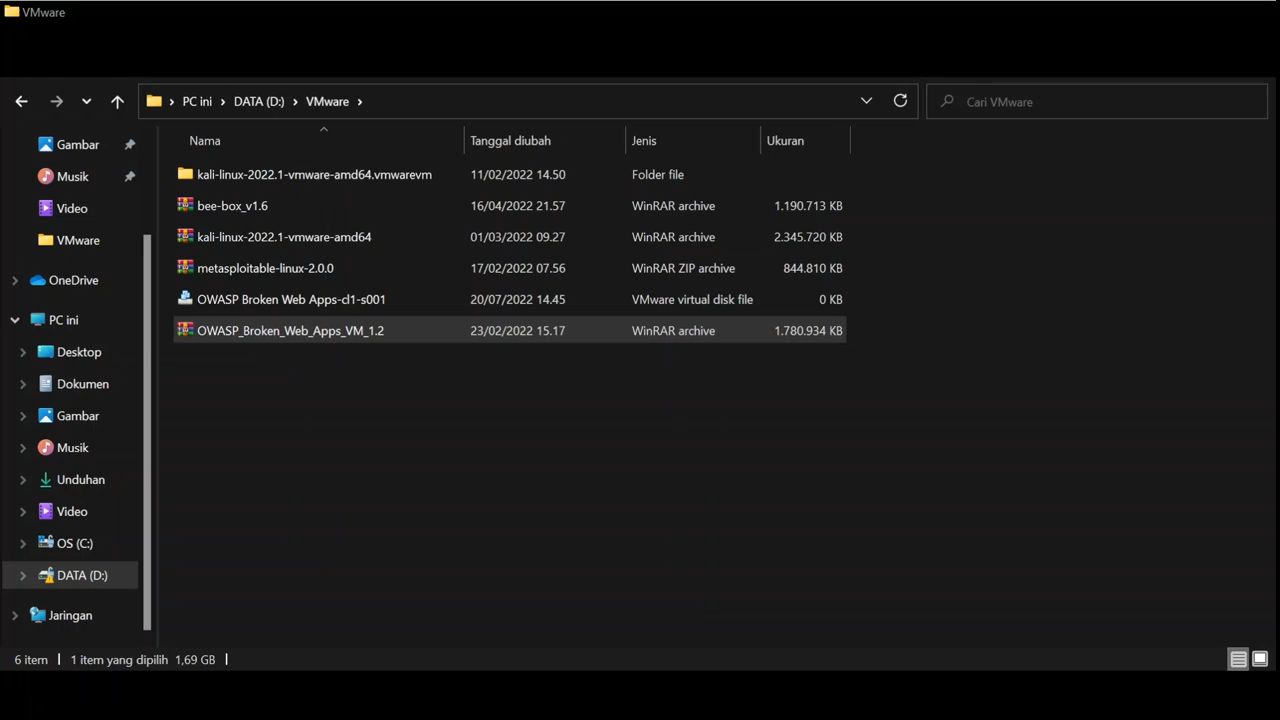 VMware
PC ini
DATA (D:)
VMware
Cari VMware
Gambar
Musik
Video
VMware
OneDrive
PC ini
Desktop
Dokumen
Gambar
Musik
Unduhan
Video
OS (C:)
DATA (D:)
Jaringan
Nama Tanggal diubah Jenis Ukuran
kali-linux-2022.1-vmware-amd64.vmwarevm 11/02/2022 14.50 Folder file
bee-box_v1.6 16/04/2022 21.57 WinRAR archive 1.190.713 KB
kali-linux-2022.1-vmware-amd64 01/03/2022 09.27 WinRAR archive 2.345.720 KB
metasploitable-linux-2.0.0 17/02/2022 07.56 WinRAR ZIP archive 844.810 KB
OWASP Broken Web Apps-cl1-s001 20/07/2022 14.45 VMware virtual disk file 0 KB
OWASP_Broken_Web_Apps_VM_1.2 23/02/2022 15.17 WinRAR archive 1.780.934 KB
6 item 1 item yang dipilih 1,69 GB